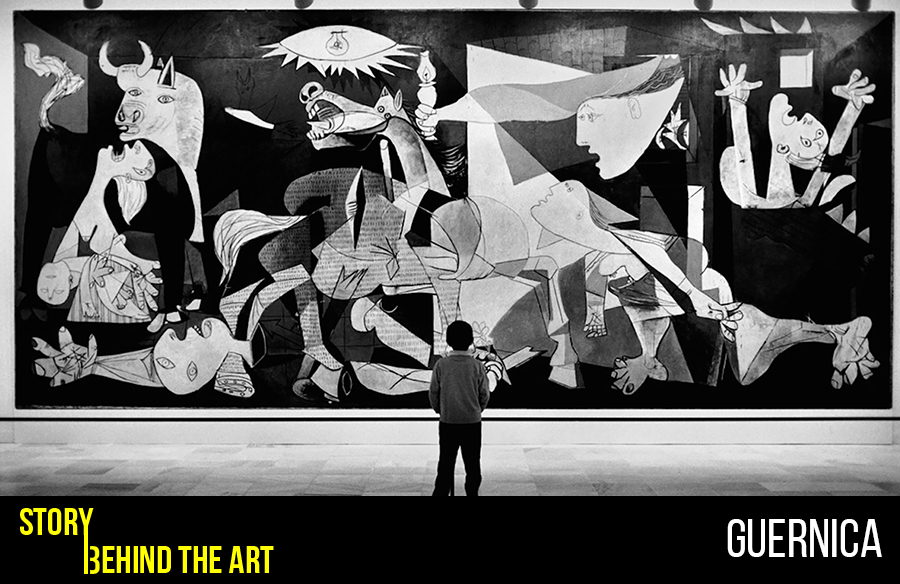 STORY
BEHIND THE ART
GUERNICA